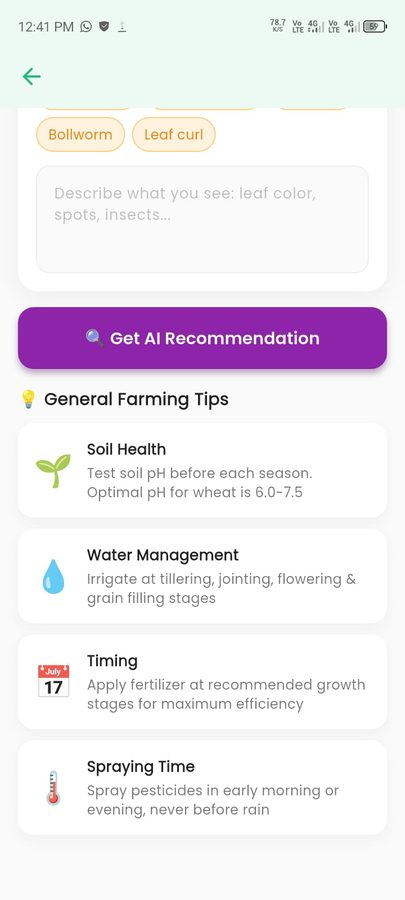 12:41 PM
78.7 K/S Vo LTE 4G Vo LTE 4G 59
Bollworm Leaf curl
Describe what you see: leaf color,
spots, insects...
🔍 Get AI Recommendation
💡 General Farming Tips
Soil Health
Test soil pH before each season.
Optimal pH for wheat is 6.0-7.5
Water Management
Irrigate at tillering, jointing, flowering &
grain filling stages
July
17
Timing
Apply fertilizer at recommended growth
stages for maximum efficiency
Spraying Time
Spray pesticides in early morning or
evening, never before rain